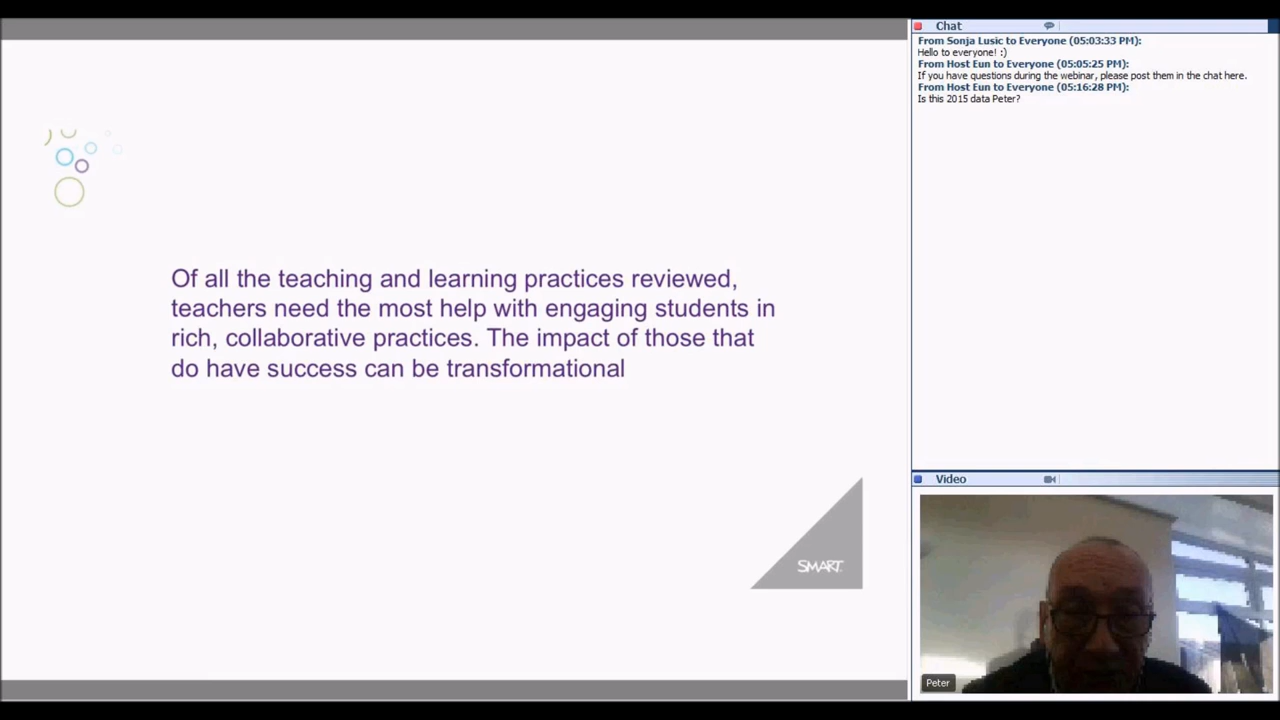 Of all the teaching and learning practices reviewed,
teachers need the most help with engaging students in
rich, collaborative practices. The impact of those that
do have success can be transformational
SMART
Chat
From Sonja Lusic to Everyone (05:03:33 PM):
Hello to everyone! :)
From Host Eun to Everyone (05:05:25 PM):
If you have questions during the webinar, please post them in the chat here.
From Host Eun to Everyone (05:16:28 PM):
Is this 2015 data Peter?
Video
Peter